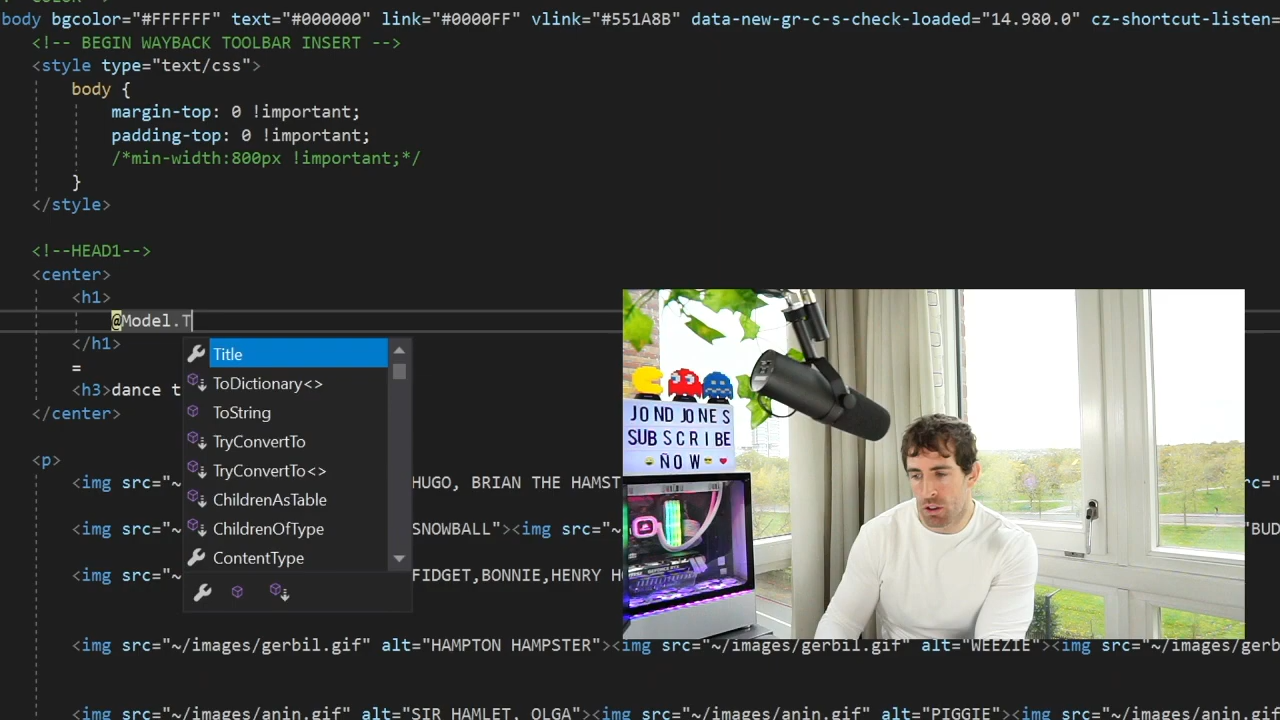 body bgcolor="#FFFFFF" text="#000000" link="#0000FF" vlink="#551A8B" data-new-gr-c-s-check-loaded="14.980.0" cz-shortcut-listen=
<!-- BEGIN WAYBACK TOOLBAR INSERT -->
<style type="text/css">
body {
margin-top: 0 !important;
padding-top: 0 !important;
/*min-width:800px !important;*/
}
</style>
<!--HEAD1-->
<center>
<h1>
@Model.T
</h1>
=
<h3>dance t
</center>
<p>
<img src="~ HUGO, BRIAN THE HAMST
<img src="~ SNOWBALL"><img src="~ "BUD
<img src="~ FIDGET,BONNIE,HENRY H
<img src="~/images/gerbil.gif" alt="HAMPTON HAMPSTER"><img src="~/images/gerbil.gif" alt="WEEZIE"><img src="~/images/gerb
<img src="~/images/anin.gif" alt="SIR HAMLET, OLGA"><img src="~/images/anin.gif" alt="PIGGIE"><img src="~/images/anin.g
Title
ToDictionary<>
ToString
TryConvertTo
TryConvertTo<>
ChildrenAsTable
ChildrenOfType
ContentType
JOND JONES
SUBSCRIBE
NOW